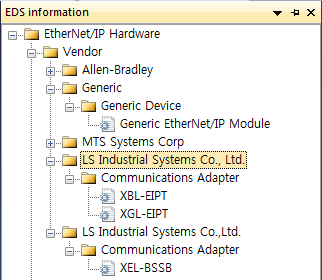 EDS information
EtherNet/IP Hardware
Vendor
Allen-Bradley
Generic
Generic Device
Generic EtherNet/IP Module
MTS Systems Corp
LS Industrial Systems Co., Ltd.
Communications Adapter
XBL-EIPT
XGL-EIPT
LS Industrial Systems Co.,Ltd.
Communications Adapter
XEL-BSSB